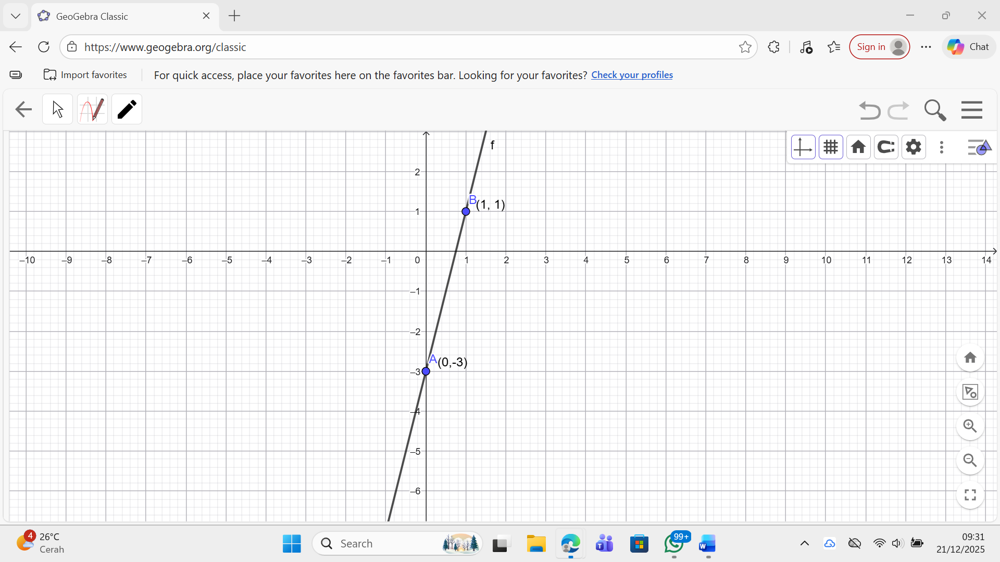 GeoGebra Classic
https://www.geogebra.org/classic
Sign in
Chat
Import favorites
For quick access, place your favorites here on the favorites bar. Looking for your favorites? Check your profiles
f
2
B (1, 1)
1
–10 –9 –8 –7 –6 –5 –4 –3 –2 –1 0 1 2 3 4 5 6 7 8 9 10 11 12 13 14
–1
–2
A (0,-3)
–3
–4
–5
–6
4
26°C
Cerah
Search
T
99+
W
09:31
21/12/2025